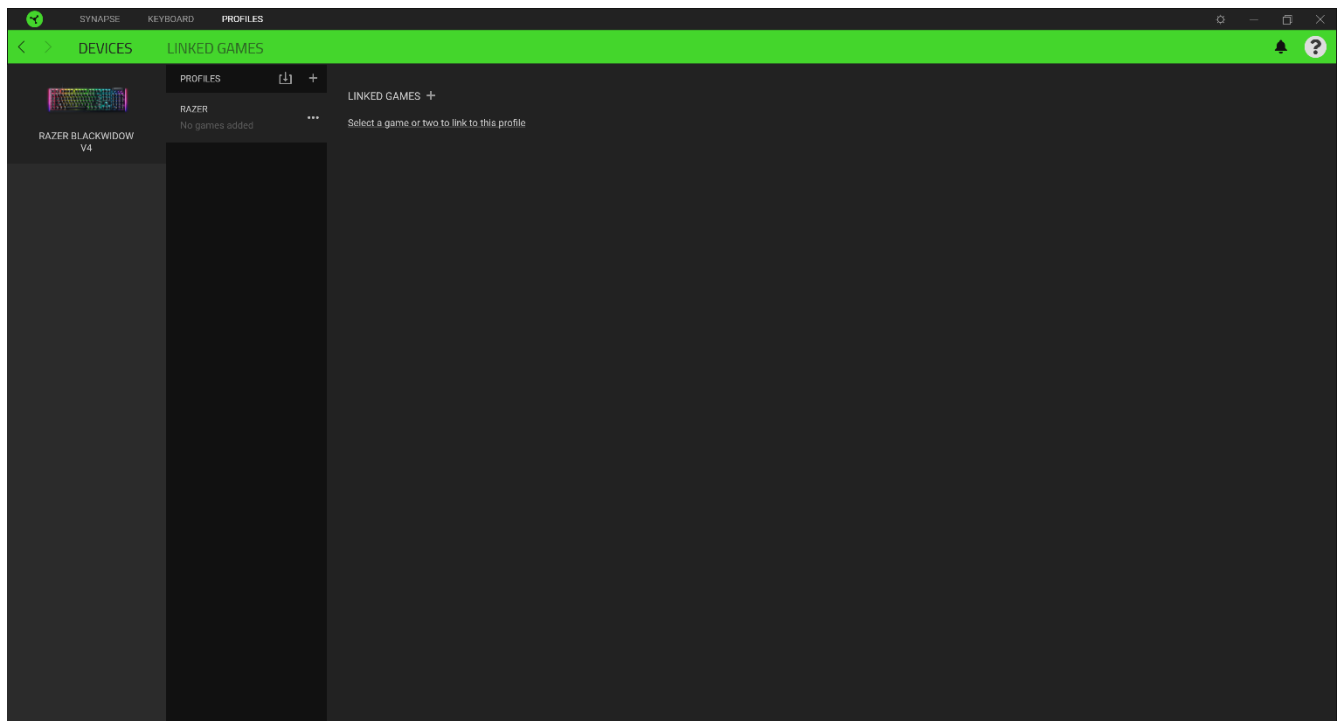 SYNAPSE KEYBOARD PROFILES
DEVICES LINKED GAMES
?
PROFILES
RAZER
No games added
RAZER BLACKWIDOW
V4
LINKED GAMES +
Select a game or two to link to this profile